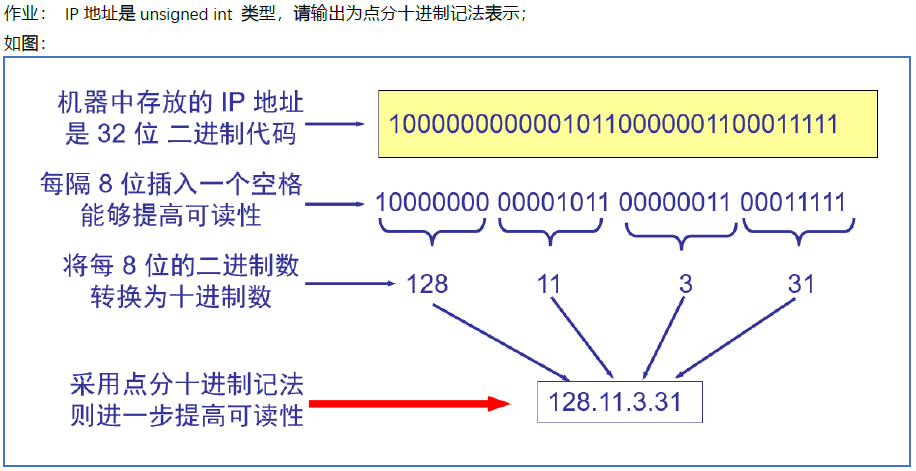 作业： IP 地址是 unsigned int 类型，请输出为点分十进制记法表示；
如图：
机器中存放的 IP 地址
是 32 位 二进制代码
10000000000010110000001100011111
每隔 8 位插入一个空格
能够提高可读性
10000000 00001011 00000011 00011111
将每 8 位的二进制数
转换为十进制数
128 11 3 31
采用点分十进制记法
则进一步提高可读性
128.11.3.31